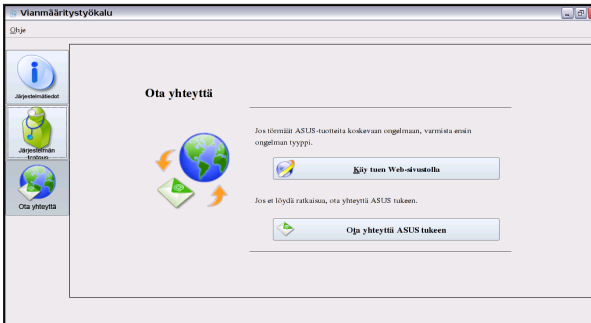 Vianmääritystyökalu
Ohje
Järjestelmätiedot
Ota yhteyttä
Jos törmäät ASUS-tuotteita koskevaan ongelmaan, varmista ensin
ongelman tyyppi.
Järjestelmän
testaus
Käy tuen Web-sivustolla
Ota yhteyttä
Jos et löydä ratkaisua, ota yhteyttä ASUS tukeen.
Ota yhteyttä ASUS tukeen